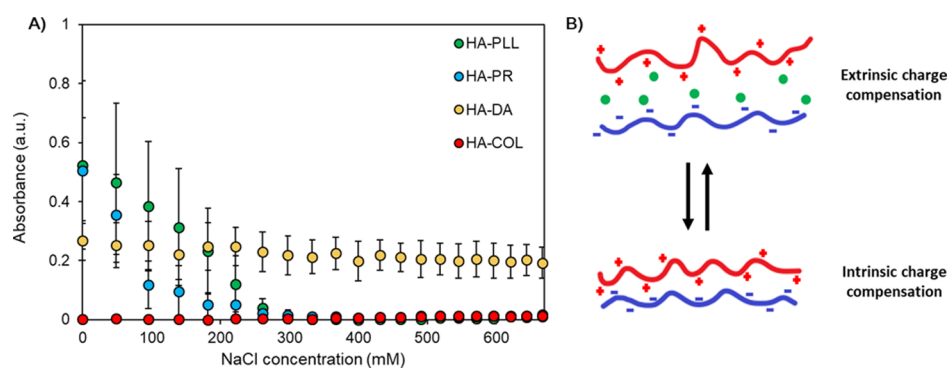 A)
1
0.8
0.6
0.4
0.2
0
Absorbance (a.u.)
HA-PLL
HA-PR
HA-DA
HA-COL
0 100 200 300 400 500 600
NaCl concentration (mM)
B)
+ + + + + +
Extrinsic charge
compensation
- - - - - - -
+ + + + + +
Intrinsic charge
compensation
- - - - - -